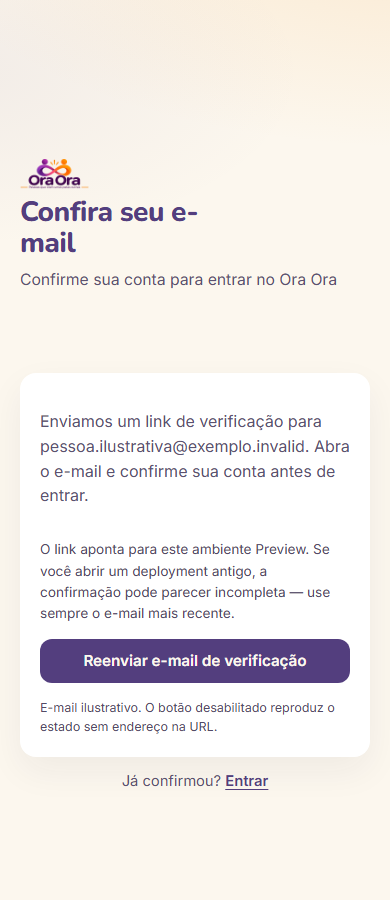 Ora Ora
Confira seu e-
mail
Confirme sua conta para entrar no Ora Ora
Enviamos um link de verificação para
pessoa.ilustrativa@exemplo.invalid. Abra
o e-mail e confirme sua conta antes de
entrar.
O link aponta para este ambiente Preview. Se
você abrir um deployment antigo, a
confirmação pode parecer incompleta — use
sempre o e-mail mais recente.
Reenviar e-mail de verificação
E-mail ilustrativo. O botão desabilitado reproduz o
estado sem endereço na URL.
Já confirmou? Entrar